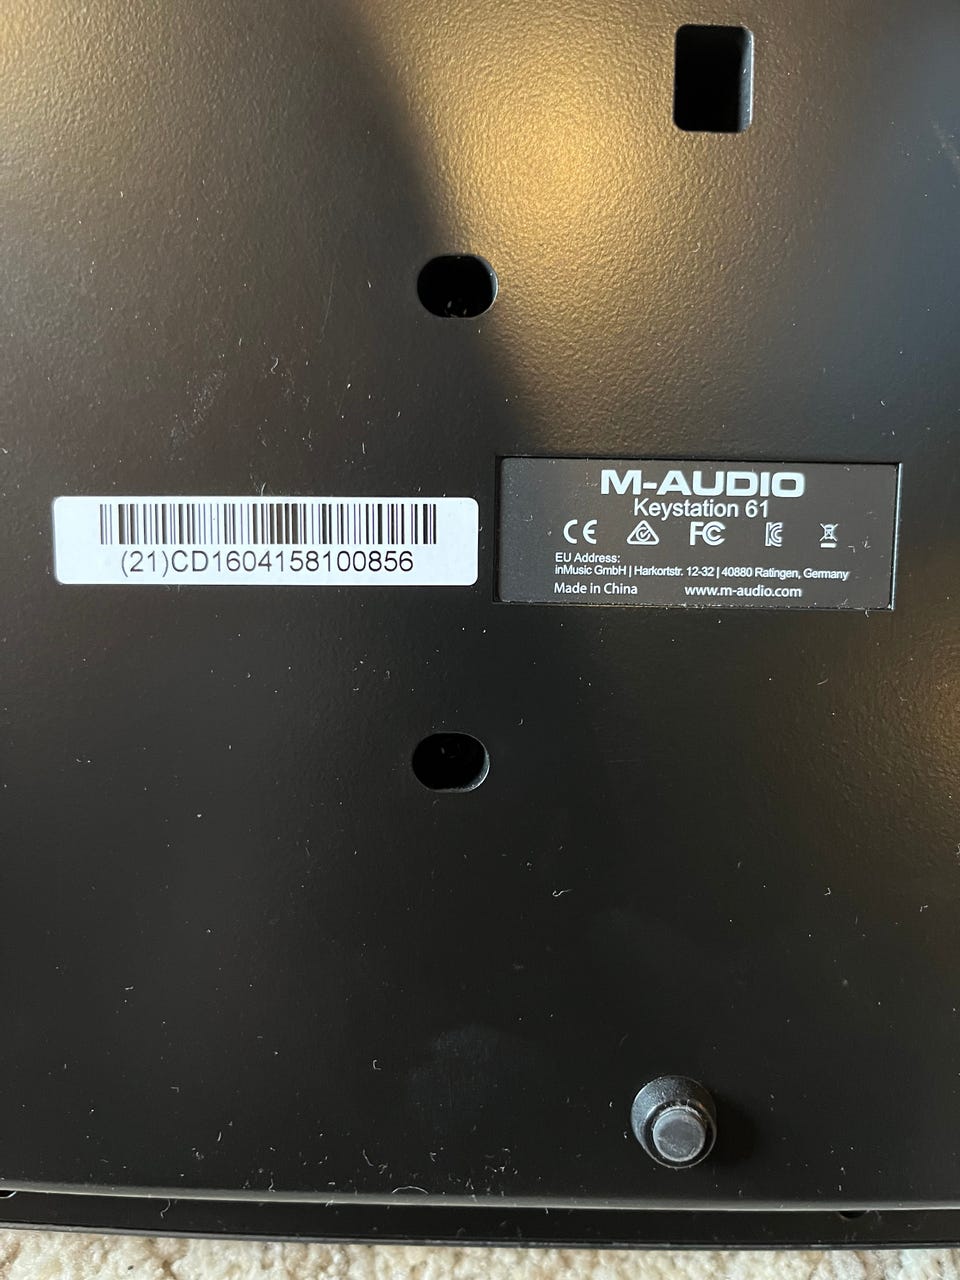 (21)CD1604158100856
M-AUDIO
Keystation 61
CE FC
EU Address:
inMusic GmbH | Harkortstr. 12-32 | 40880 Ratingen, Germany
Made in China www.m-audio.com